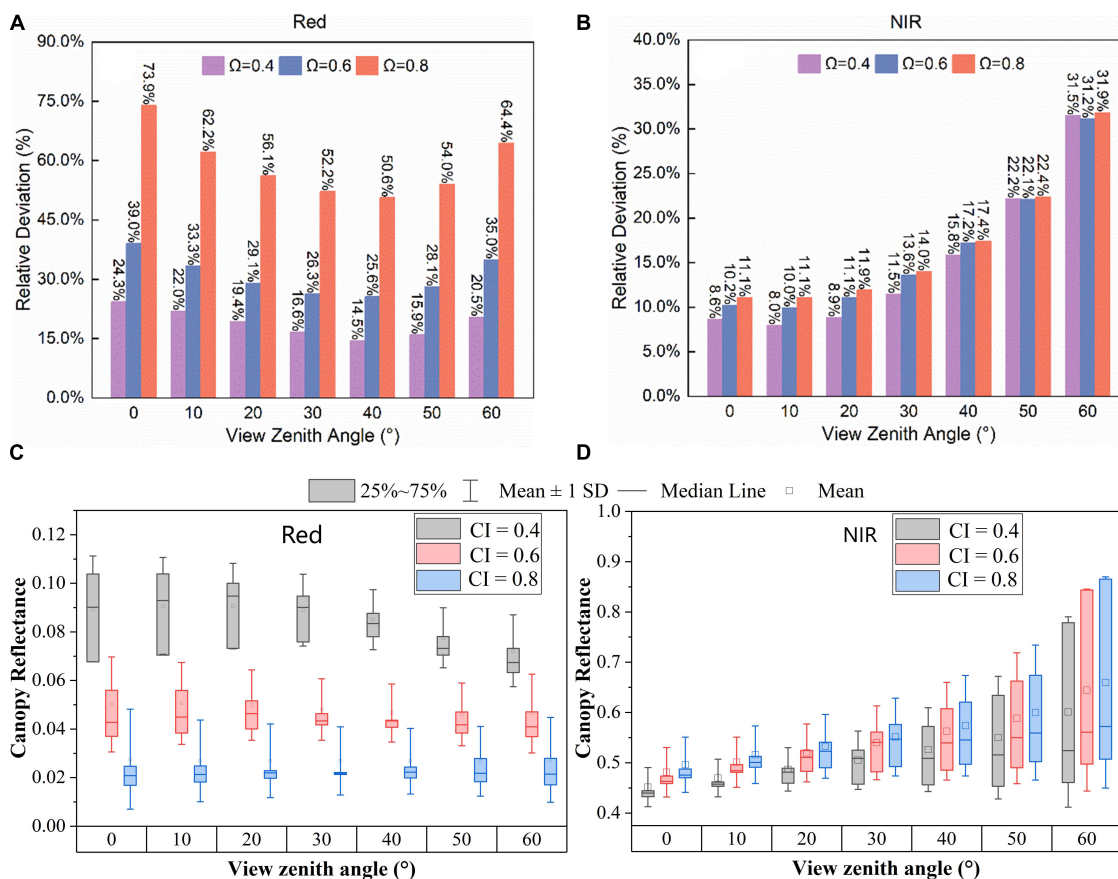 A
Red
90.0%
75.0%
60.0%
45.0%
30.0%
15.0%
0.0%
Relative Deviation (%)
Ω=0.4 Ω=0.6 Ω=0.8
24.3% 39.0% 73.9%
22.0% 33.3% 62.2%
19.4% 29.1% 56.1%
16.6% 26.3% 52.2%
14.5% 25.6% 50.6%
15.9% 28.1% 54.0%
20.5% 35.0% 64.4%
0 10 20 30 40 50 60
View Zenith Angle (°)
B
NIR
40.0%
35.0%
30.0%
25.0%
20.0%
15.0%
10.0%
5.0%
0.0%
Relative Deviation (%)
Ω=0.4 Ω=0.6 Ω=0.8
8.6% 10.2% 11.1%
8.0% 10.0% 11.1%
8.9% 11.1% 11.9%
11.5% 13.6% 14.0%
15.8% 17.2% 17.4%
22.2% 22.1% 22.4%
31.5% 31.2% 31.9%
0 10 20 30 40 50 60
View Zenith Angle (°)
25%~75% Mean ± 1 SD Median Line Mean
C
Red
CI = 0.4
CI = 0.6
CI = 0.8
0.12
0.10
0.08
0.06
0.04
0.02
0.00
Canopy Reflectance
0 10 20 30 40 50 60
View zenith angle (°)
D
NIR
CI = 0.4
CI = 0.6
CI = 0.8
1.0
0.9
0.8
0.7
0.6
0.5
0.4
Canopy Reflectance
0 10 20 30 40 50 60
View zenith angle (°)